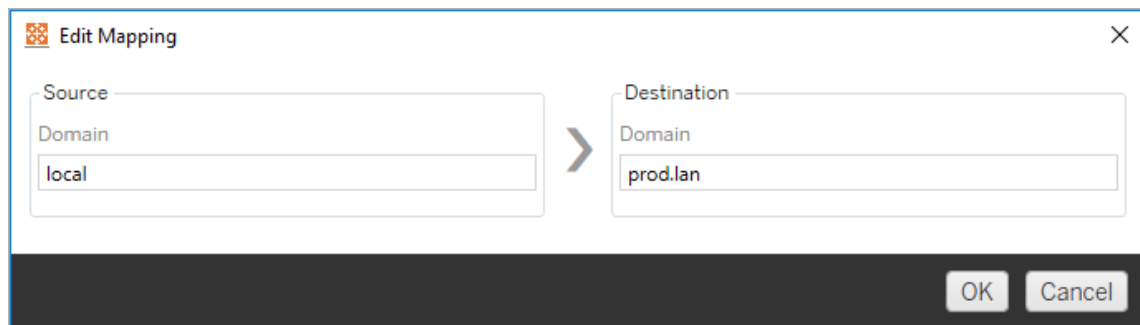 Edit Mapping
Source
Domain
local
Destination
Domain
prod.lan
OK
Cancel